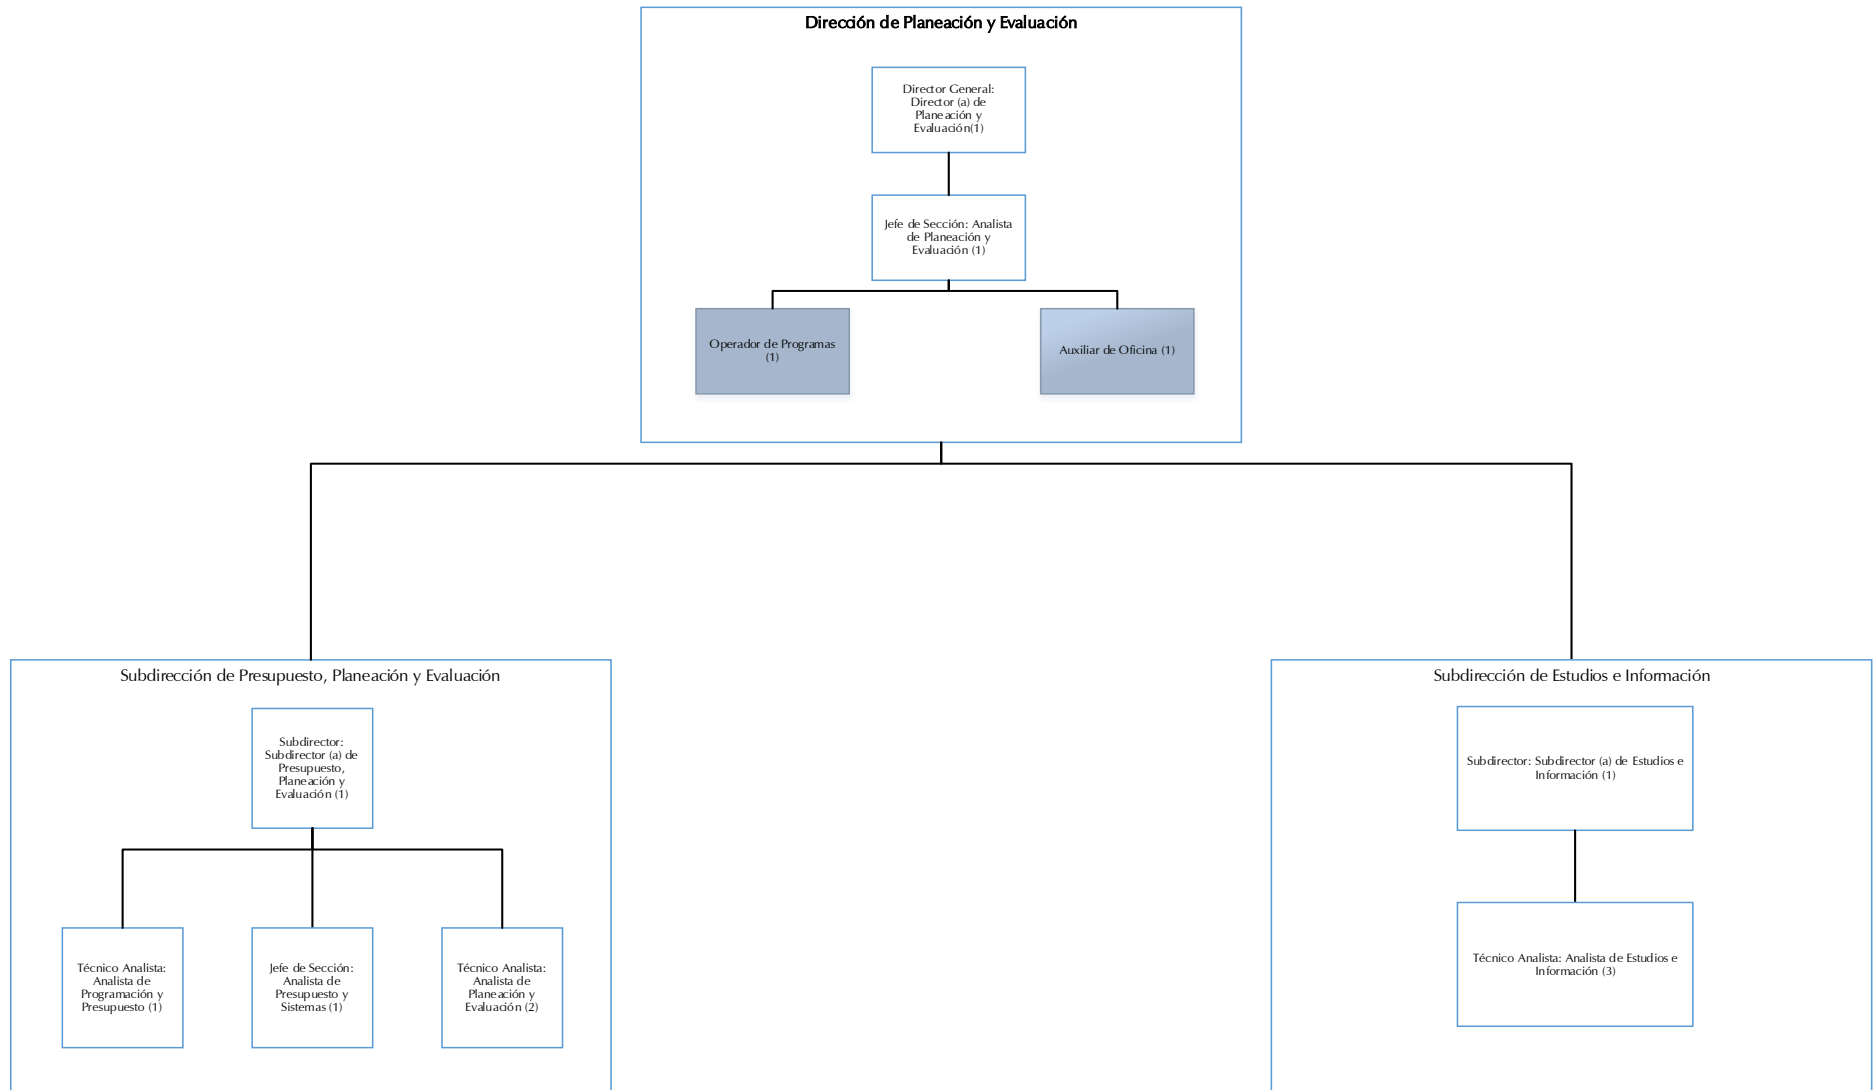 Dirección de Planeación y Evaluación
Director General:
Director (a) de
Planeación y
Evaluación(1)
Jefe de Sección: Analista
de Planeación y
Evaluación (1)
Operador de Programas
(1)
Auxiliar de Oficina (1)
Subdirección de Presupuesto, Planeación y Evaluación
Subdirector:
Subdirector (a) de
Presupuesto,
Planeación y
Evaluación (1)
Técnico Analista:
Analista de
Programación y
Presupuesto (1)
Jefe de Sección:
Analista de
Presupuesto y
Sistemas (1)
Técnico Analista:
Analista de
Planeación y
Evaluación (2)
Subdirección de Estudios e Información
Subdirector: Subdirector (a) de Estudios e
Información (1)
Técnico Analista: Analista de Estudios e
Información (3)